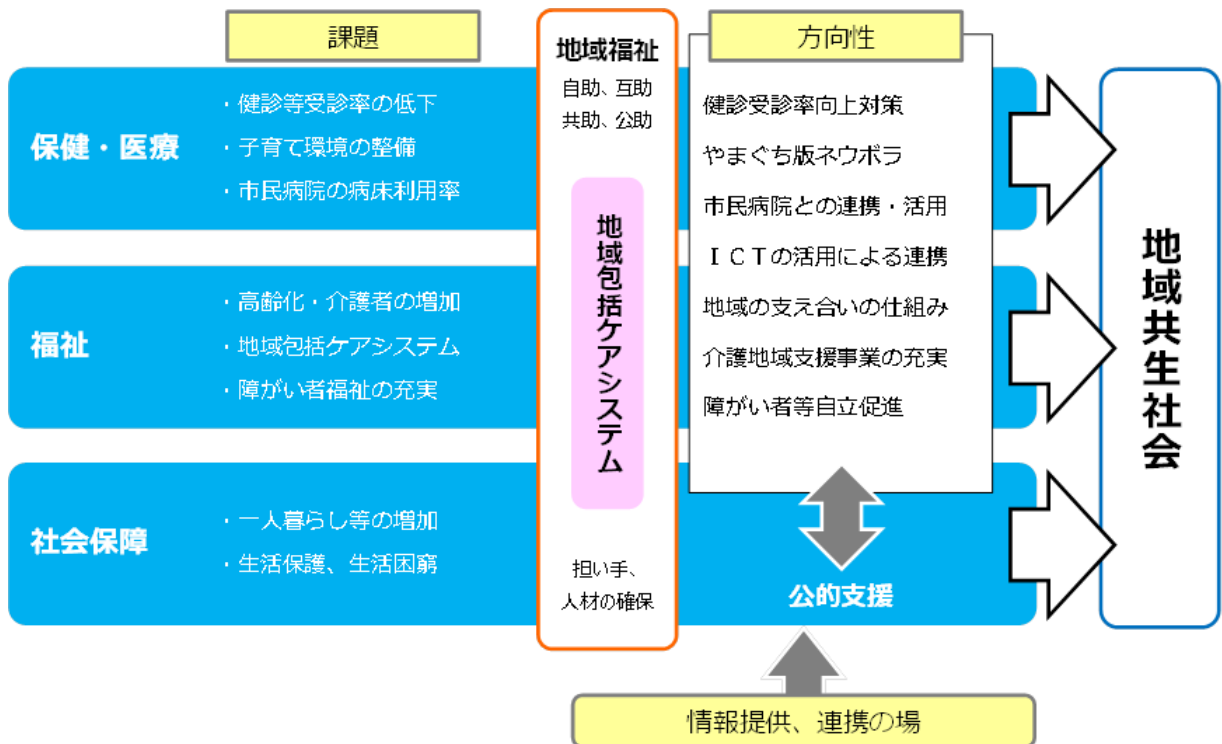 課題
保健・医療
・健診等受診率の低下
・子育て環境の整備
・市民病院の病床利用率
福祉
・高齢化・介護者の増加
・地域包括ケアシステム
・障がい者福祉の充実
社会保障
・一人暮らし等の増加
・生活保護、生活困窮
地域福祉
自助、互助
共助、公助
地域包括ケアシステム
担い手、
人材の確保
方向性
健診受診率向上対策
やまぐち版ネウボラ
市民病院との連携・活用
ＩＣＴの活用による連携
地域の支え合いの仕組み
介護地域支援事業の充実
障がい者等自立促進
公的支援
情報提供、連携の場
地域共生社会